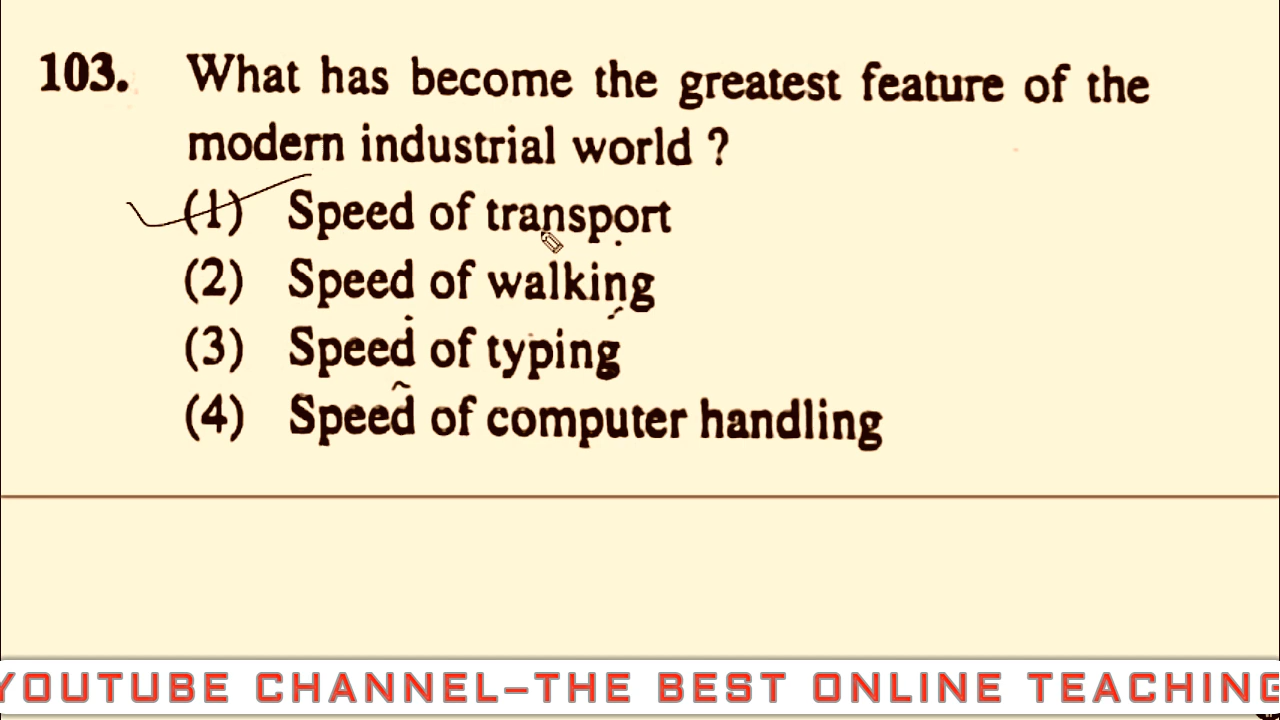 103. What has become the greatest feature of the
modern industrial world ?
(1) Speed of transport
(2) Speed of walking
(3) Speed of typing
(4) Speed of computer handling
YOUTUBE CHANNEL–THE BEST ONLINE TEACHING